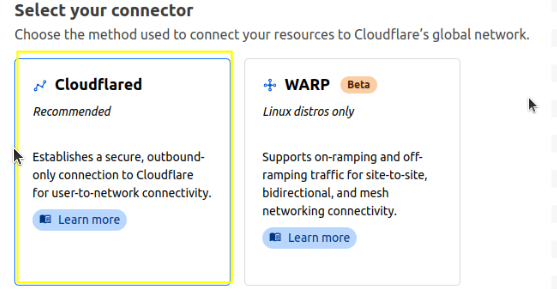 Select your connector
Choose the method used to connect your resources to Cloudflare's global network.
Cloudflared
Recommended
Establishes a secure, outbound-
only connection to Cloudflare
for user-to-network connectivity.
Learn more
WARP Beta
Linux distros only
Supports on-ramping and off-
ramping traffic for site-to-site,
bidirectional, and mesh
networking connectivity.
Learn more